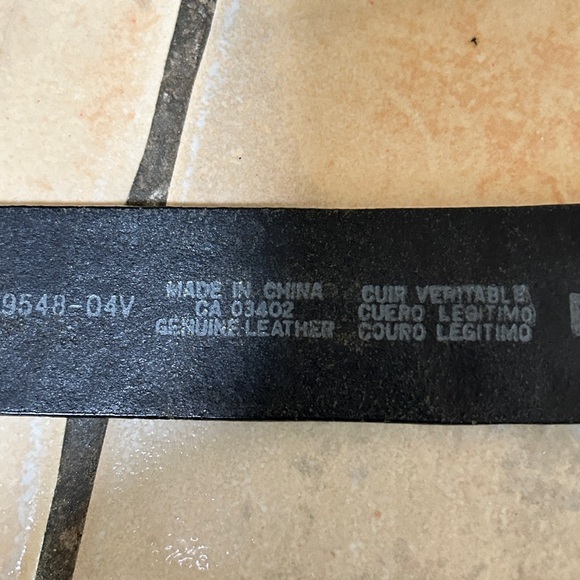 9548-04V
MADE IN CHINA
CA 03402
GENUINE LEATHER
CUIR VERITABLE
CUERO LEGITIMO
COURO LEGITIMO